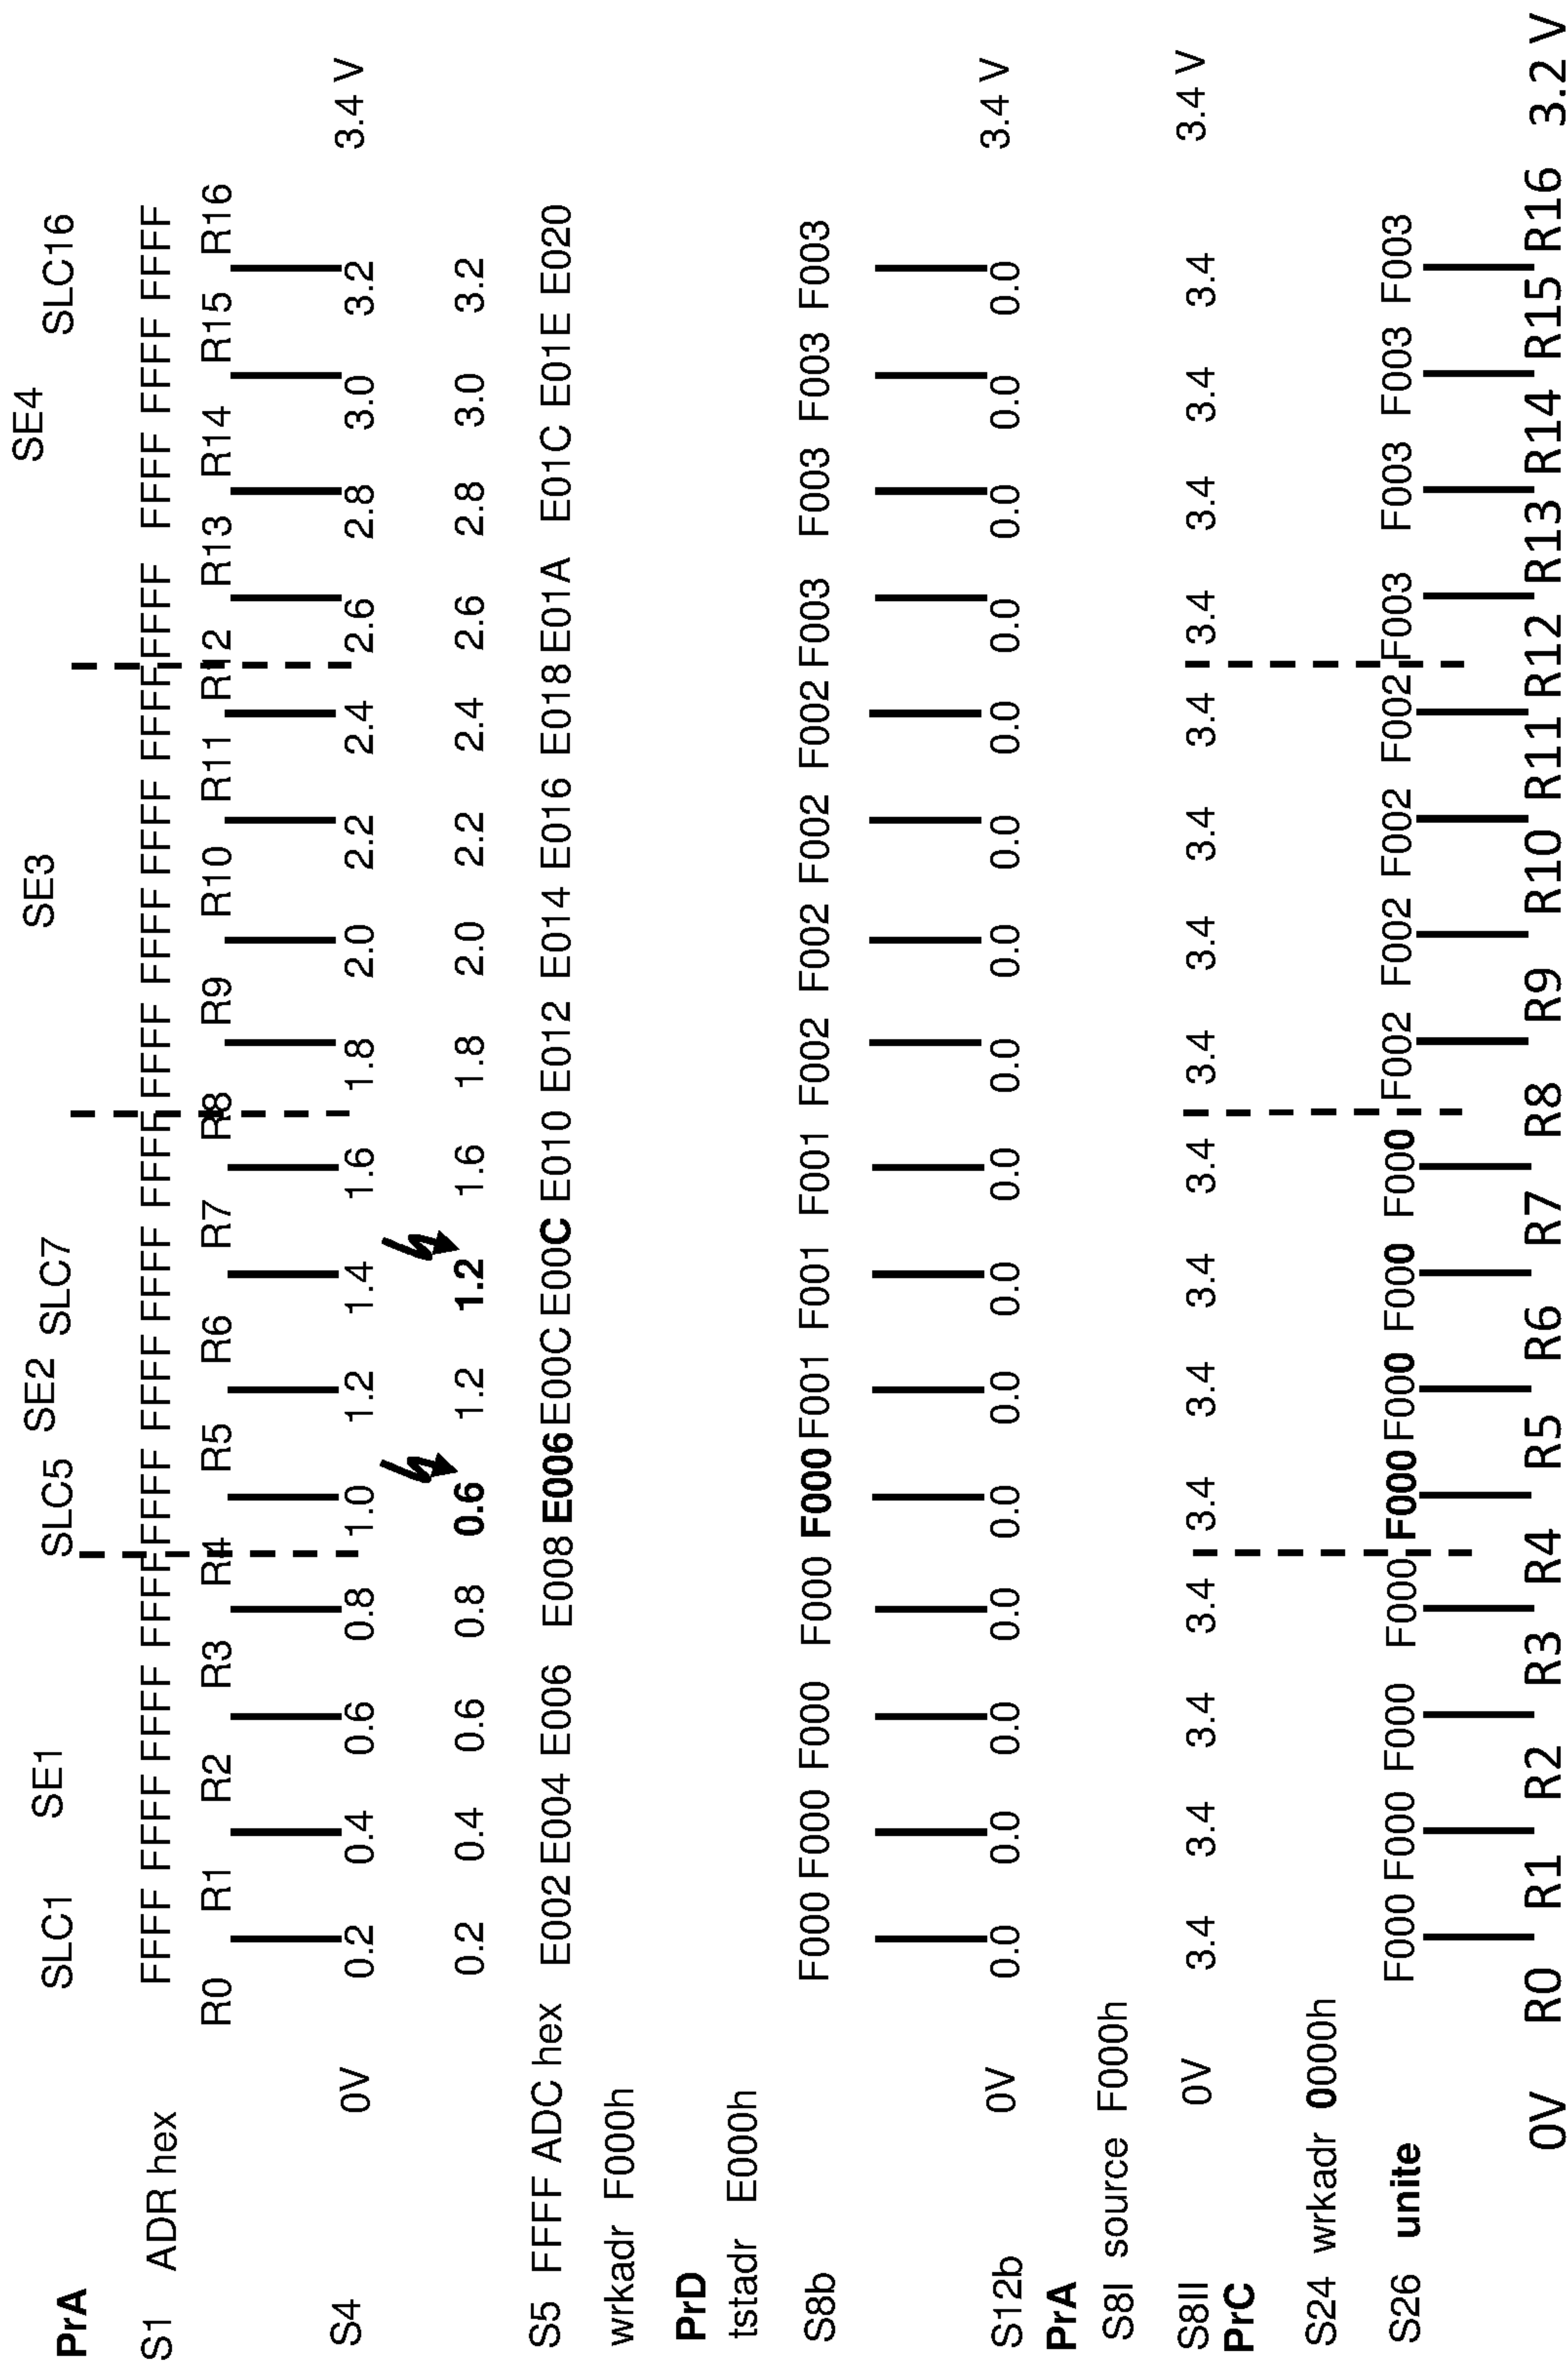 SE1 SE2 SE3 SE4
PrA SLC1 SLC5 SLC7 SLC16
S1 ADR hex FFFF FFFF FFFF FFFF FFFF FFFF FFFF FFFF FFFF FFFF FFFF FFFF FFFF FFFF FFFF FFFF
R0 R1 R2 R3 R4 R5 R6 R7 R8 R9 R10 R11 R12 R13 R14 R15 R16
S4 0V 0.2 0.4 0.6 0.8 1.0 1.2 1.4 1.6 1.8 2.0 2.2 2.4 2.6 2.8 3.0 3.2 3.4 V
0.2 0.4 0.6 0.8 0.6 1.2 1.2 1.6 1.8 2.0 2.2 2.4 2.6 2.8 3.0 3.2
S5 FFFF ADC hex E002 E004 E006 E008 E006 E00C E00C E010 E012 E014 E016 E018 E01A E01C E01E E020
wrkadr F000h
PrD
tstadr E000h
S8b F000 F000 F000 F000 F000 F001 F001 F001 F002 F002 F002 F002 F003 F003 F003 F003
S12b 0V 0.0 0.0 0.0 0.0 0.0 0.0 0.0 0.0 0.0 0.0 0.0 0.0 0.0 0.0 0.0 0.0 3.4 V
PrA
S8I source F000h
S8II 0V 3.4 3.4 3.4 3.4 3.4 3.4 3.4 3.4 3.4 3.4 3.4 3.4 3.4 3.4 3.4 3.4 3.4 V
PrC
S24 wrkadr 0000h
S26 unite F000 F000 F000 F000 F000 F000 F000 F000 F002 F002 F002 F002 F003 F003 F003 F003
0V R0 R1 R2 R3 R4 R5 R6 R7 R8 R9 R10 R11 R12 R13 R14 R15 R16 3.2 V